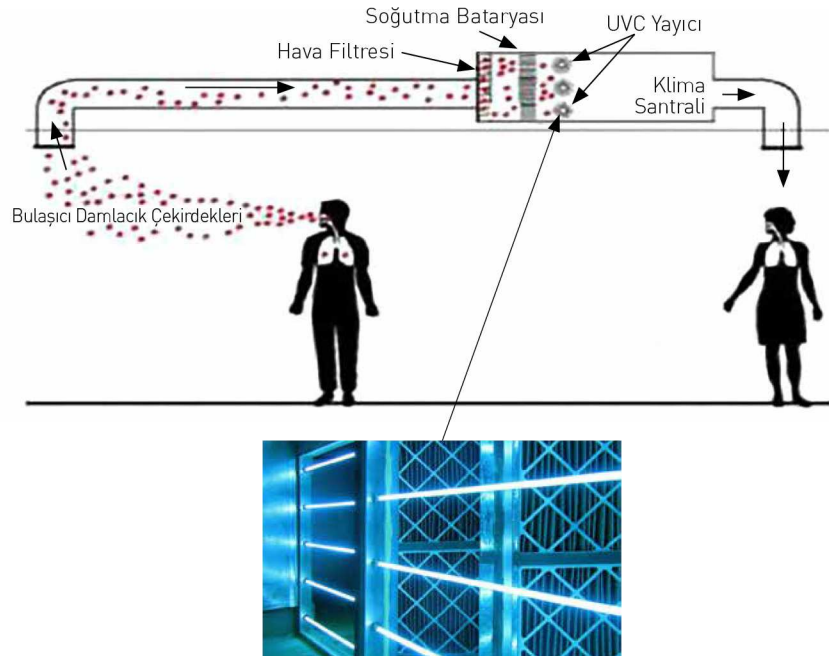 Soğutma Bataryası
UVC Yayıcı
Hava Filtresi
Klima
Santrali
Bulaşıcı Damlacık Çekirdekleri